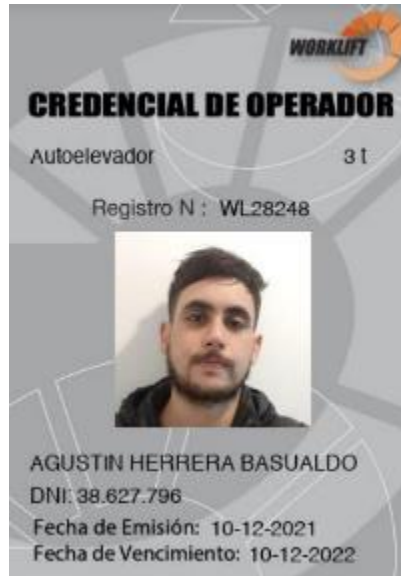 WORKLIFT
CREDENCIAL DE OPERADOR
Autoelevador 3 t
Registro N : WL28248
AGUSTIN HERRERA BASUALDO
DNI: 38.627.796
Fecha de Emisión: 10-12-2021
Fecha de Vencimiento: 10-12-2022